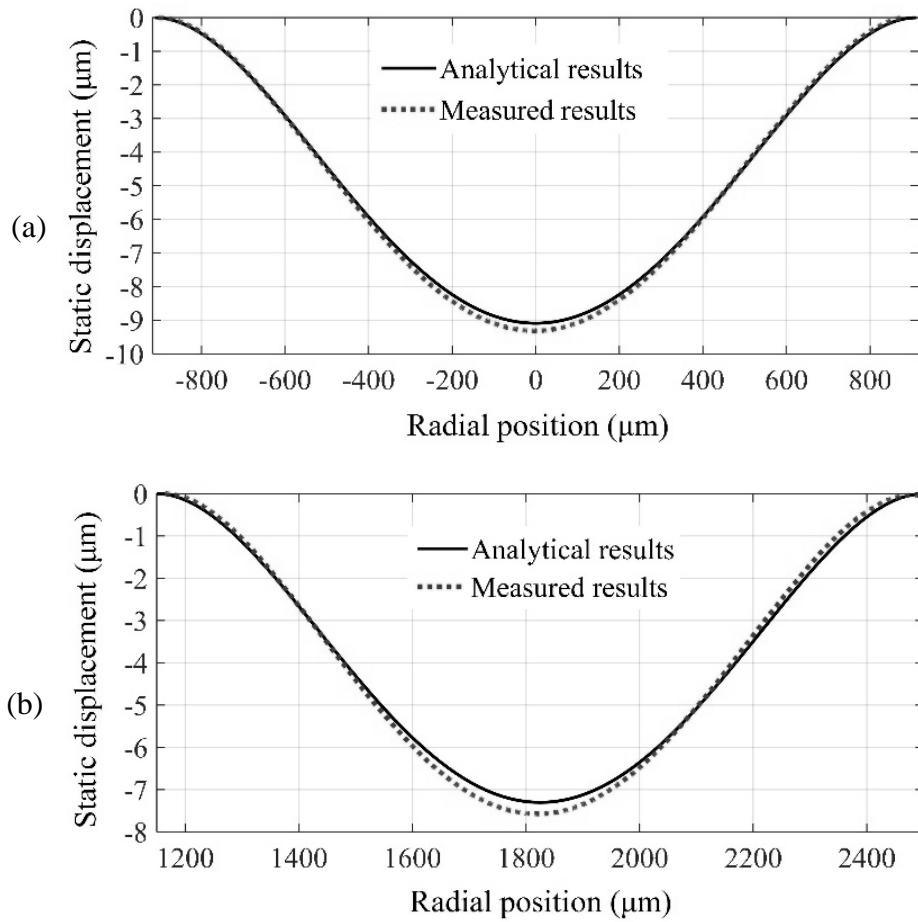 0
-1
-2
-3
-4
-5
-6
-7
-8
-9
-10
Static displacement (μm)
(a)
Analytical results
Measured results
-800 -600 -400 -200 0 200 400 600 800
Radial position (μm)
0
-1
-2
-3
-4
-5
-6
-7
-8
Static displacement (μm)
(b)
Analytical results
Measured results
1200 1400 1600 1800 2000 2200 2400
Radial position (μm)